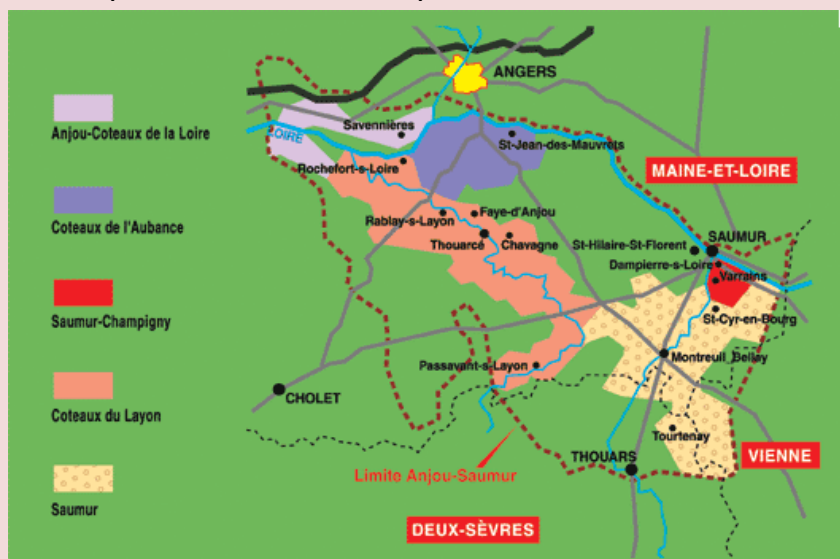 Anjou-Coteaux de la Loire
Coteaux de l'Aubance
Saumur-Champigny
Coteaux du Layon
Saumur
ANGERS
Savennières
LOIRE
St-Jean-des-Mauvrets
Rochefort-s-Loire
MAINE-ET-LOIRE
Rablay-s-Layon
Faye-d'Anjou
Thouarcé
Chavagne
St-Hilaire-St-Florent
SAUMUR
Dampierre-s-Loire
Varrains
St-Cyr-en-Bourg
Montreuil_Bellay
Passavant-s-Layon
CHOLET
Tourtenay
THOUARS
VIENNE
Limite Anjou-Saumur
DEUX-SÈVRES